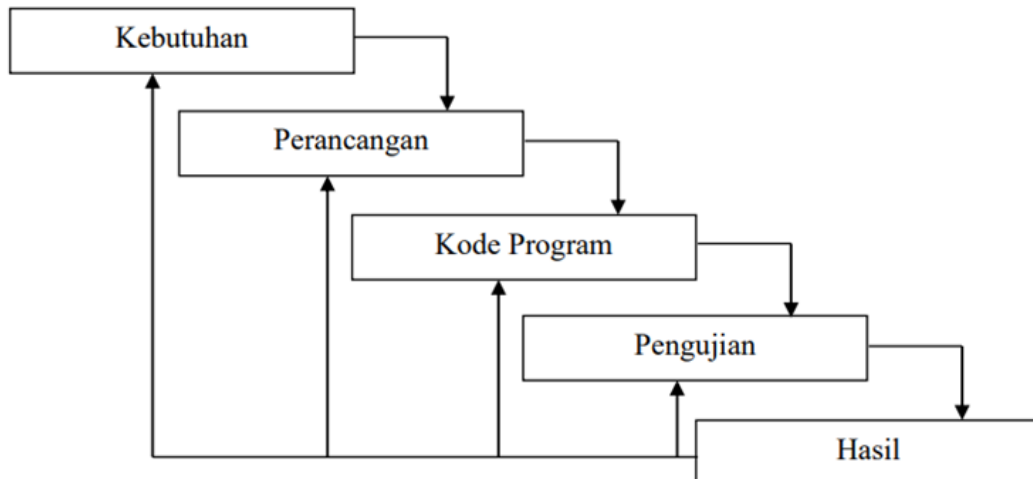 Kebutuhan
Perancangan
Kode Program
Pengujian
Hasil